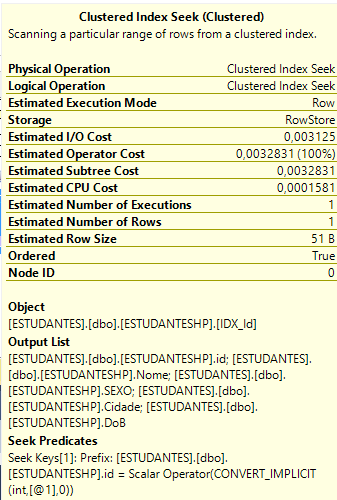 Clustered Index Seek (Clustered)
Scanning a particular range of rows from a clustered index.
Physical Operation Clustered Index Seek
Logical Operation Clustered Index Seek
Estimated Execution Mode Row
Storage RowStore
Estimated I/O Cost 0,003125
Estimated Operator Cost 0,0032831 (100%)
Estimated Subtree Cost 0,0032831
Estimated CPU Cost 0,0001581
Estimated Number of Executions 1
Estimated Number of Rows 1
Estimated Row Size 51 B
Ordered True
Node ID 0
Object
[ESTUDANTES].[dbo].[ESTUDANTESHP].[IDX_Id]
Output List
[ESTUDANTES].[dbo].[ESTUDANTESHP].id; [ESTUDANTES].
[dbo].[ESTUDANTESHP].Nome; [ESTUDANTES].[dbo].
[ESTUDANTESHP].SEXO; [ESTUDANTES].[dbo].
[ESTUDANTESHP].Cidade; [ESTUDANTES].[dbo].
[ESTUDANTESHP].DoB
Seek Predicates
Seek Keys[1]: Prefix: [ESTUDANTES].[dbo].
[ESTUDANTESHP].id = Scalar Operator(CONVERT_IMPLICIT
(int,[@1],0))